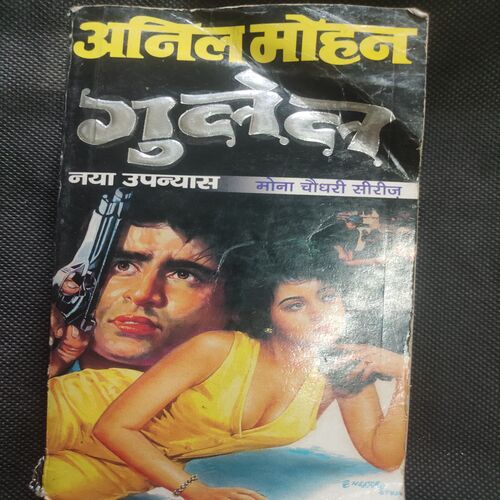 अनिल मोहन
गुलेल
नया उपन्यास मोना चौधरी सीरीज़